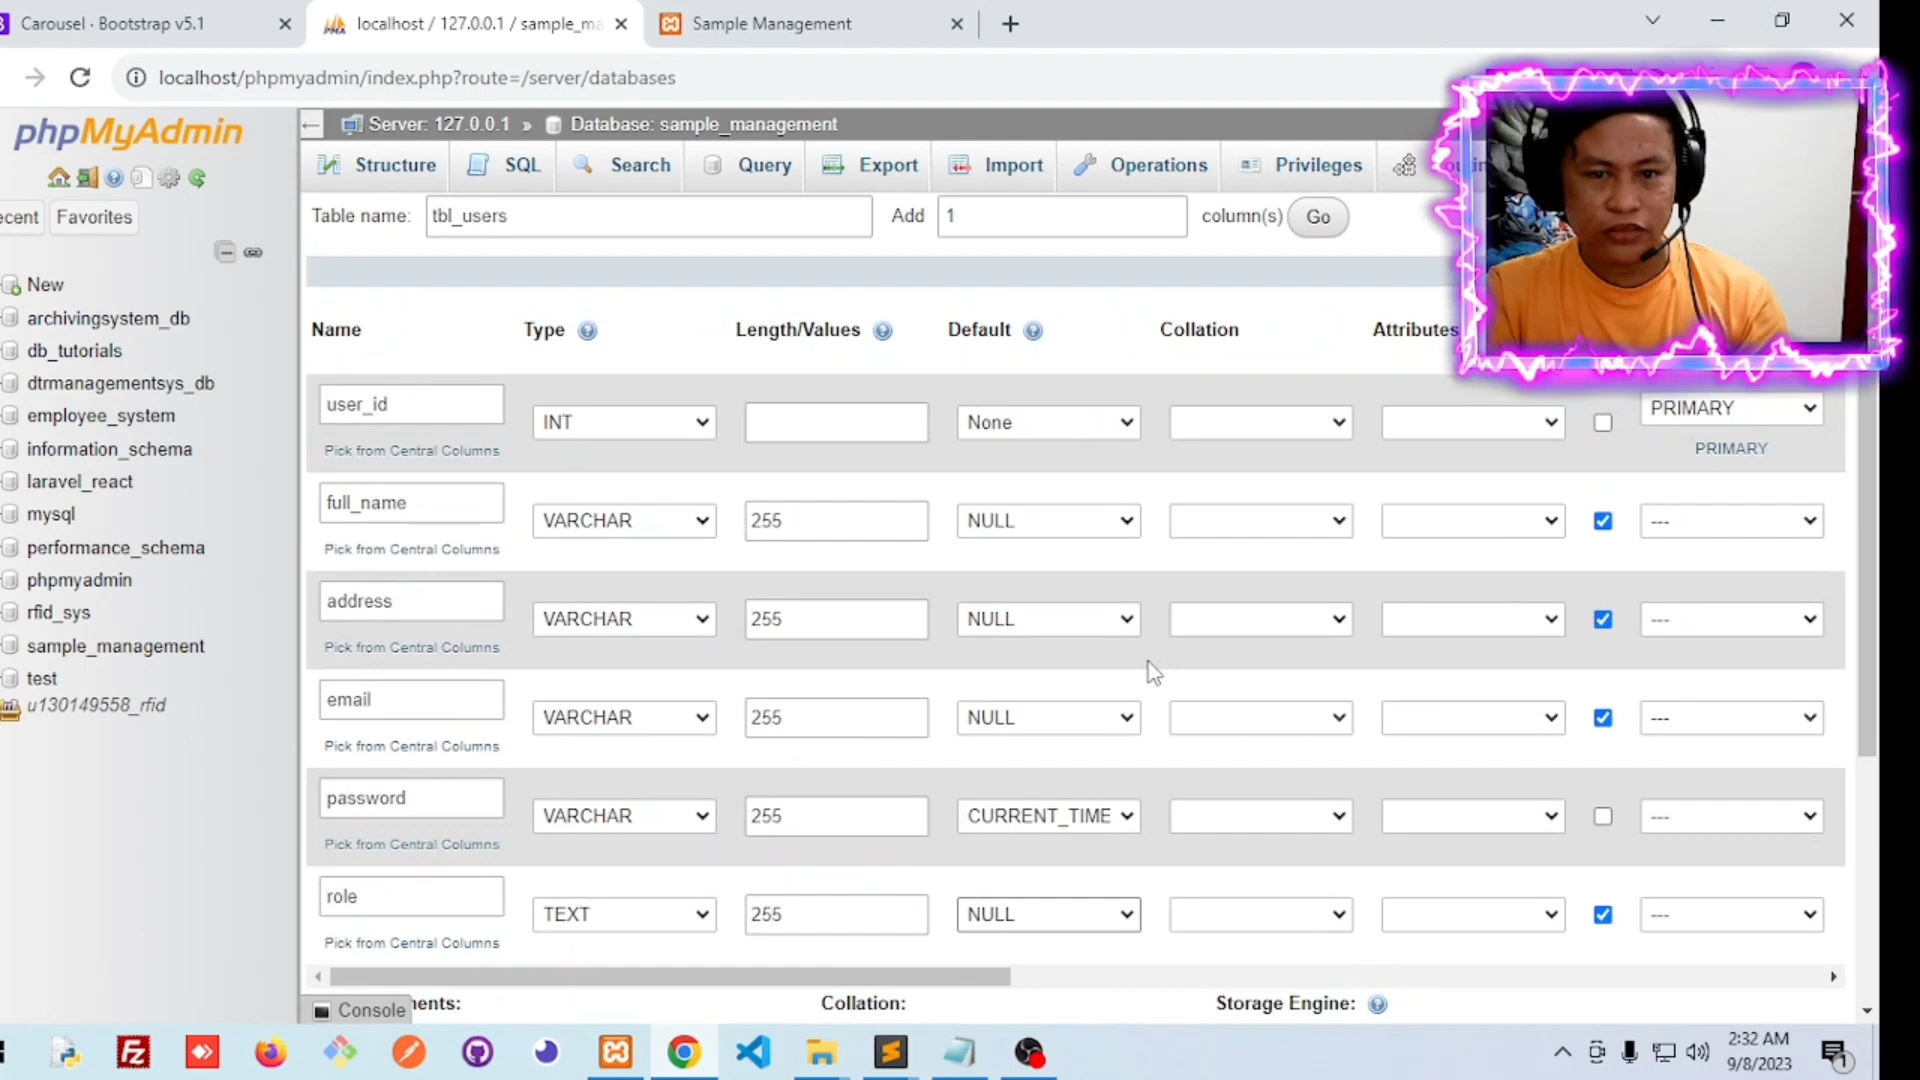 Carousel · Bootstrap v5.1
localhost / 127.0.0.1 / sample_ma
Sample Management
localhost/phpmyadmin/index.php?route=/server/databases
phpMyAdmin
Server: 127.0.0.1 » Database: sample_management
Structure SQL Search Query Export Import Operations Privileges
ecent Favorites
Table name: tbl_users Add 1 column(s) Go
New
archivingsystem_db
db_tutorials
dtrmanagementsys_db
employee_system
information_schema
laravel_react
mysql
performance_schema
phpmyadmin
rfid_sys
sample_management
test
u130149558_rfid
Name Type Length/Values Default Collation Attributes
user_id INT None PRIMARY
Pick from Central Columns PRIMARY
full_name VARCHAR 255 NULL ---
Pick from Central Columns
address VARCHAR 255 NULL ---
Pick from Central Columns
email VARCHAR 255 NULL ---
Pick from Central Columns
password VARCHAR 255 CURRENT_TIME ---
Pick from Central Columns
role TEXT 255 NULL ---
Pick from Central Columns
Console ents: Collation: Storage Engine:
2:32 AM
9/8/2023
1